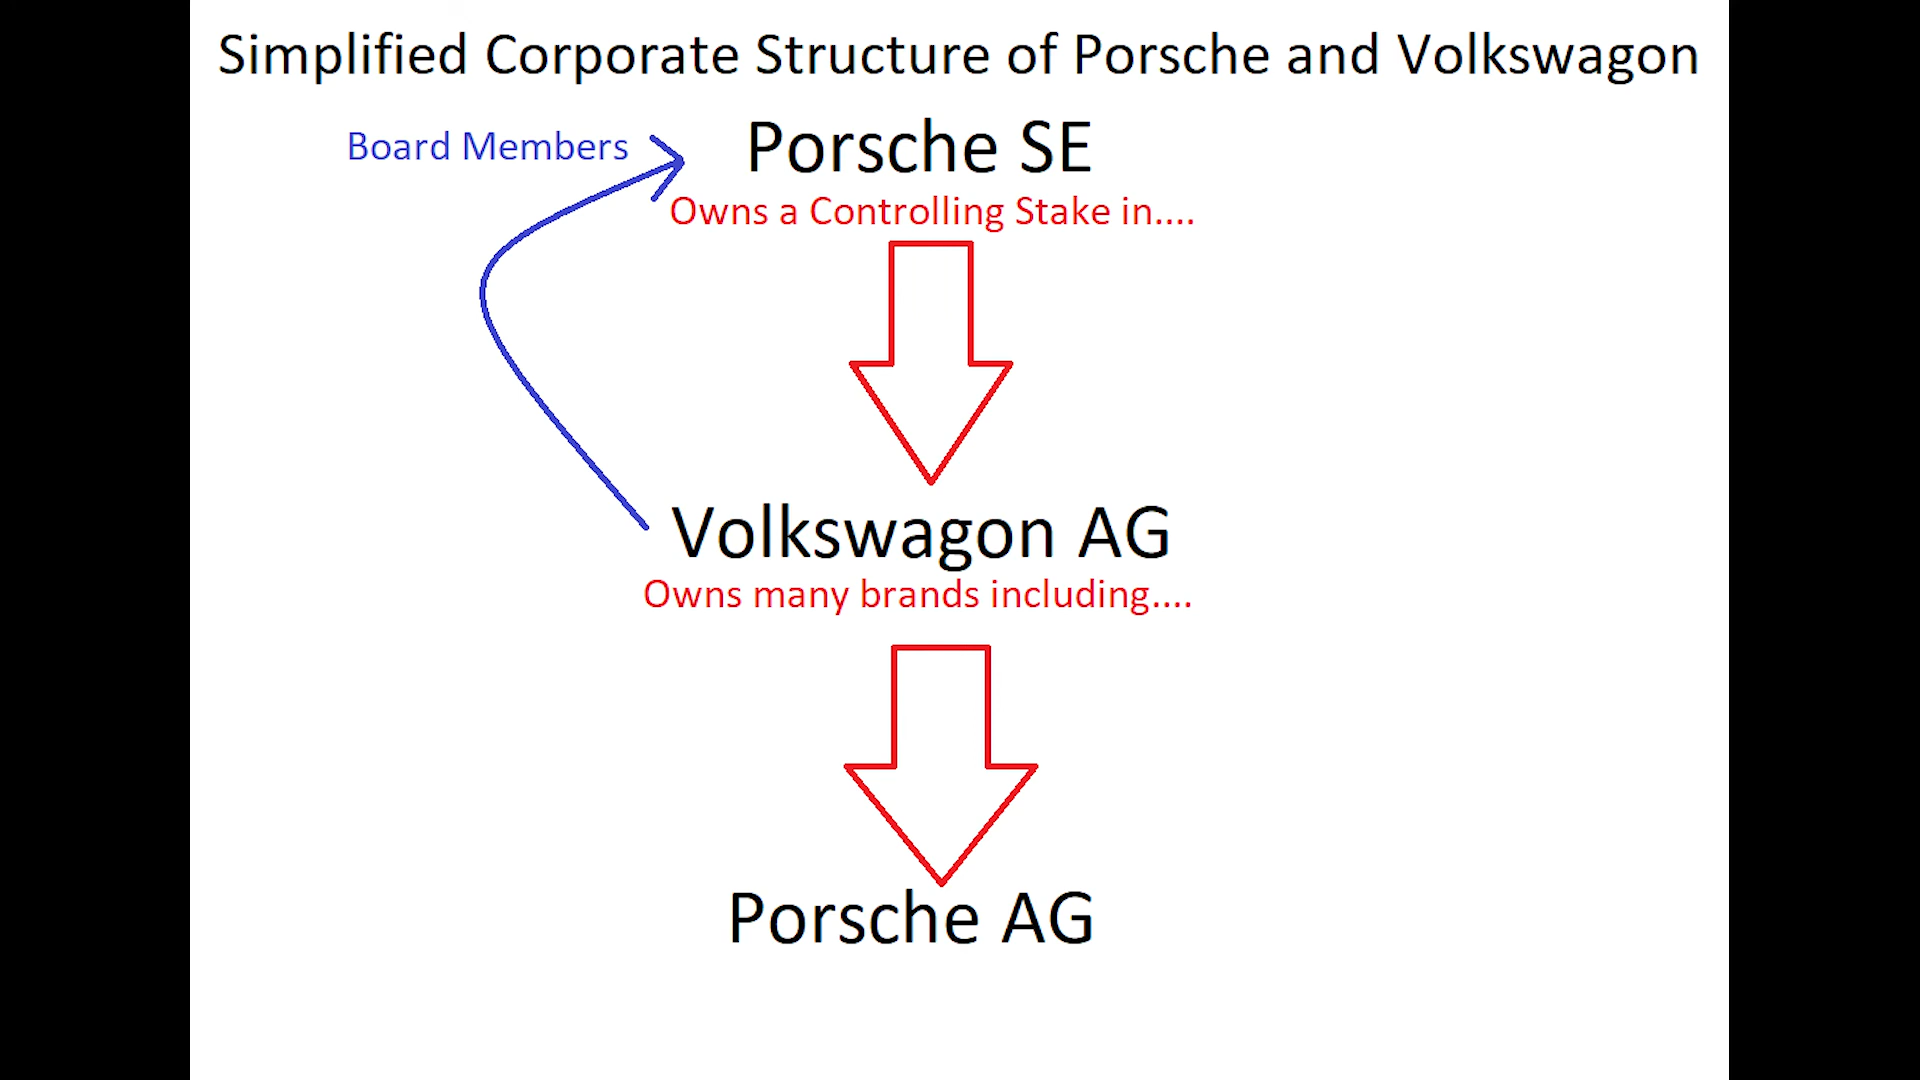 Simplified Corporate Structure of Porsche and Volkswagon
Board Members
Porsche SE
Owns a Controlling Stake in....
Volkswagon AG
Owns many brands including....
Porsche AG